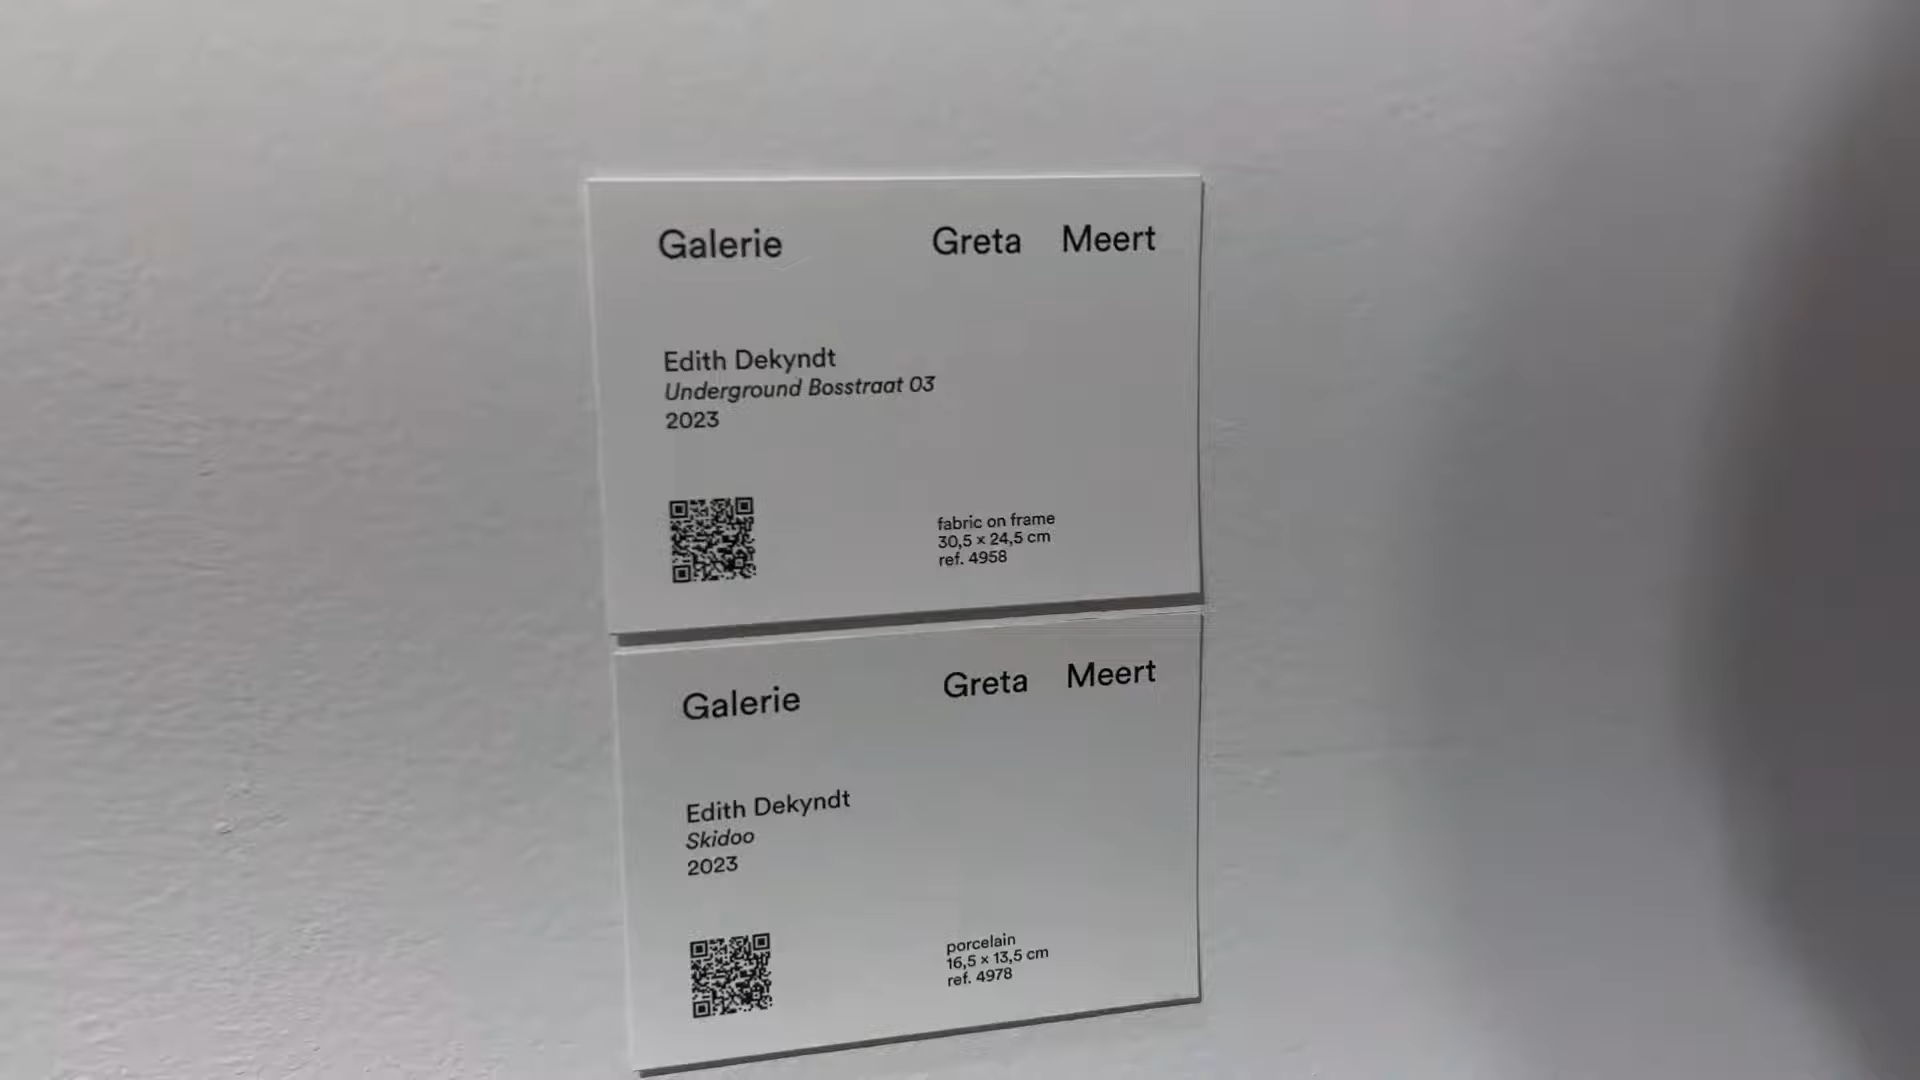 Galerie Greta Meert
Edith Dekyndt
Underground Bosstraat 03
2023
fabric on frame
30,5 × 24,5 cm
ref. 4958
Galerie Greta Meert
Edith Dekyndt
Skidoo
2023
porcelain
16,5 × 13,5 cm
ref. 4978